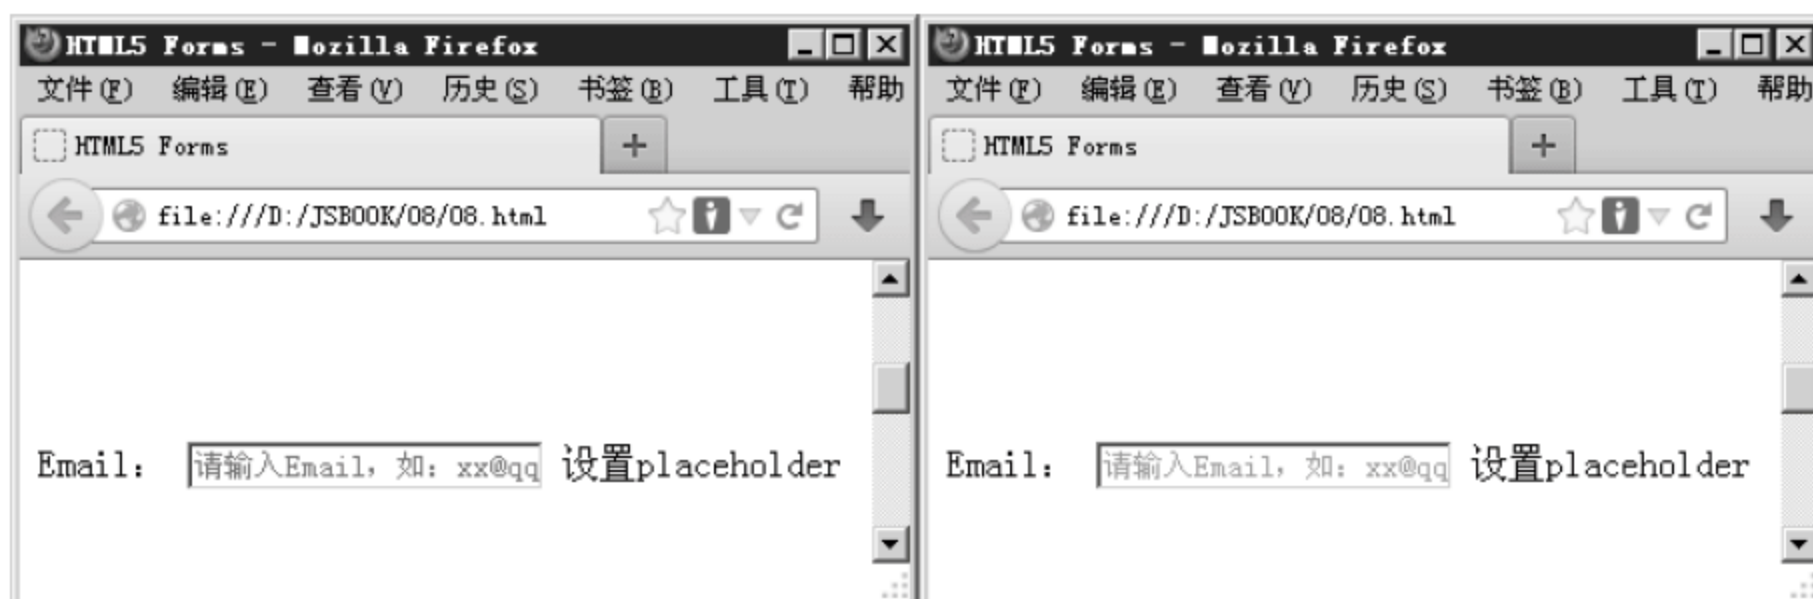 HTML5 Forms - Mozilla Firefox
文件(F) 编辑(E) 查看(V) 历史(S) 书签(B) 工具(T) 帮助
HTML5 Forms
file:///D:/JSBOOK/08/08.html
Email: 请输入Email, 如: xx@qq 设置placeholder
HTML5 Forms - Mozilla Firefox
文件(F) 编辑(E) 查看(V) 历史(S) 书签(B) 工具(T) 帮助
HTML5 Forms
file:///D:/JSBOOK/08/08.html
Email: 请输入Email, 如: xx@qq 设置placeholder